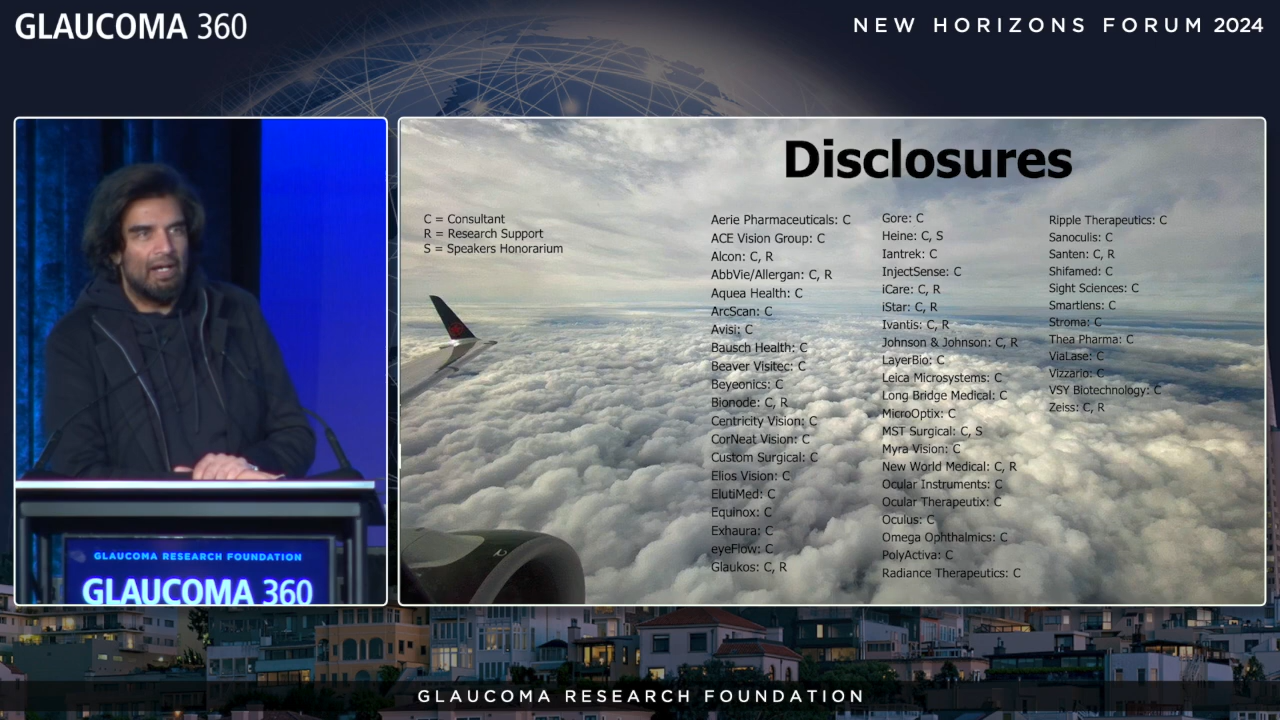 GLAUCOMA 360
NEW HORIZONS FORUM 2024
GLAUCOMA RESEARCH FOUNDATION
GLAUCOMA 360
Disclosures
C = Consultant
R = Research Support
S = Speakers Honorarium
Aerie Pharmaceuticals: C
ACE Vision Group: C
Alcon: C, R
AbbVie/Allergan: C, R
Aquea Health: C
ArcScan: C
Avisi: C
Bausch Health: C
Beaver Visitec: C
Beyeonics: C
Bionode: C, R
Centricity Vision: C
CorNeat Vision: C
Custom Surgical: C
Elios Vision: C
ElutiMed: C
Equinox: C
Exhaura: C
eyeFlow: C
Glaukos: C, R
Gore: C
Heine: C, S
Iantrek: C
InjectSense: C
iCare: C, R
iStar: C, R
Ivantis: C, R
Johnson & Johnson: C, R
LayerBio: C
Leica Microsystems: C
Long Bridge Medical: C
MicroOptix: C
MST Surgical: C, S
Myra Vision: C
New World Medical: C, R
Ocular Instruments: C
Ocular Therapeutix: C
Oculus: C
Omega Ophthalmics: C
PolyActiva: C
Radiance Therapeutics: C
Ripple Therapeutics: C
Sanoculis: C
Santen: C, R
Shifamed: C
Sight Sciences: C
Smartlens: C
Stroma: C
Thea Pharma: C
ViaLase: C
Vizzario: C
VSY Biotechnology: C
Zeiss: C, R
GLAUCOMA RESEARCH FOUNDATION